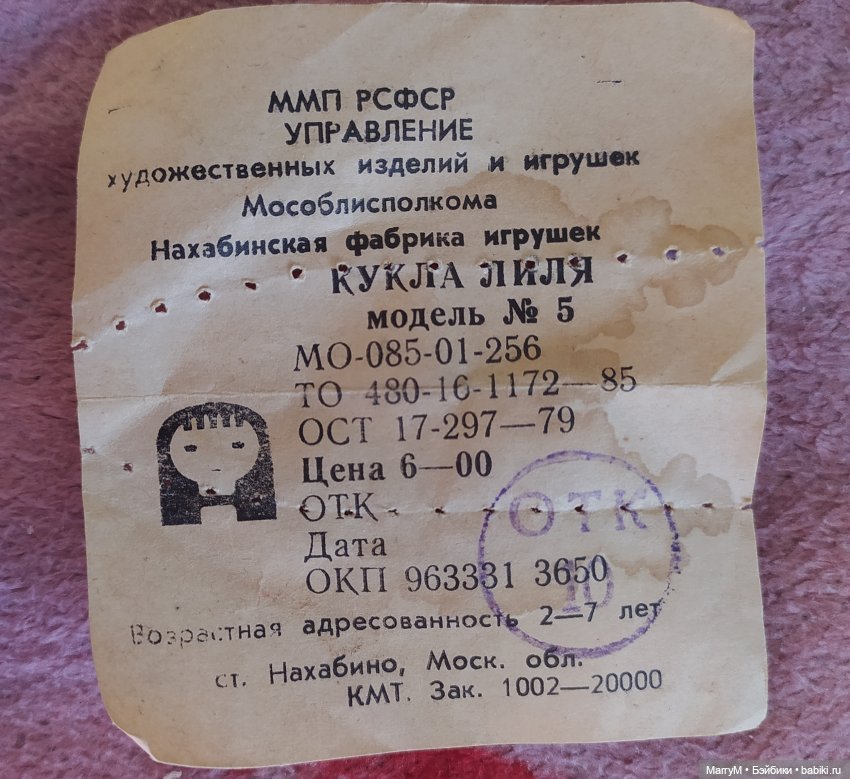 ММП РСФСР
УПРАВЛЕНИЕ
художественных изделий и игрушек
Мособлисполкома
Нахабинская фабрика игрушек
КУКЛА ЛИЛЯ
модель № 5
МО-085-01-256
ТО 480-16-1172—85
ОСТ 17-297—79
Цена 6—00
ОТК
ОТК
Дата
10
ОКП 963331 3650
Возрастная адресованность 2—7 лет
ст. Нахабино, Моск. обл.
КМТ. Зак. 1002—20000
MarryM • Бэйбики • babiki.ru